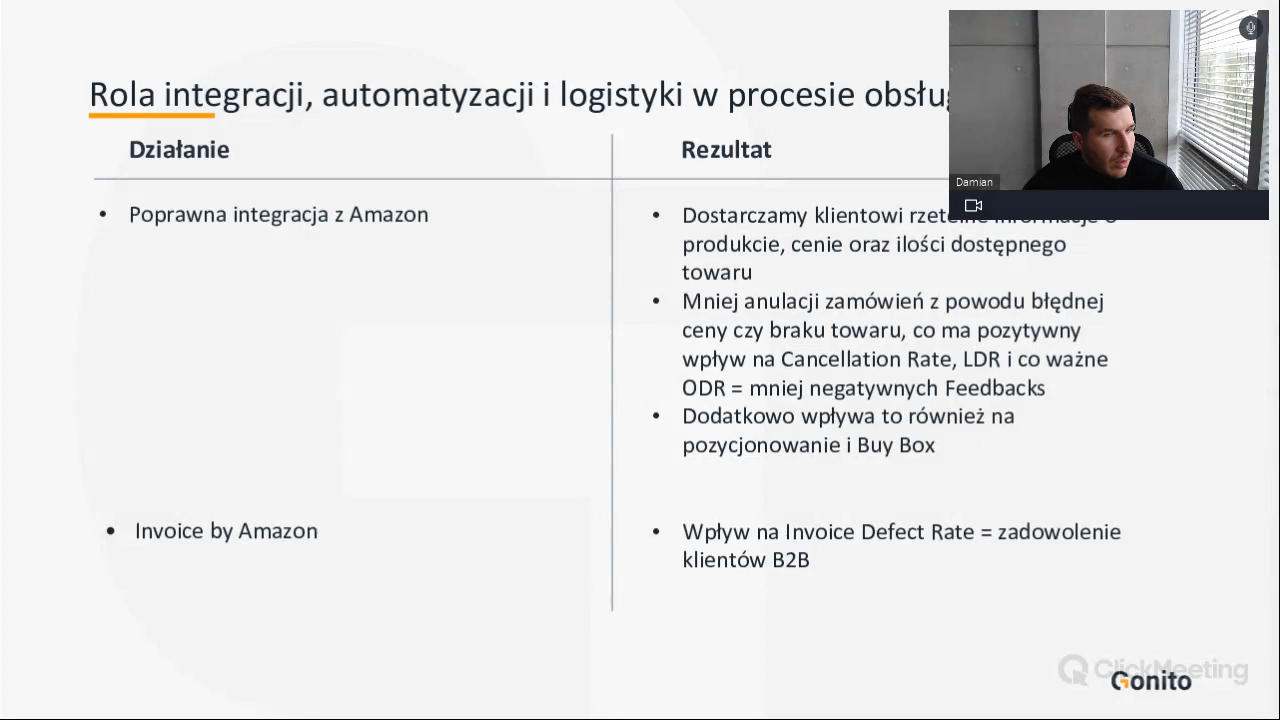 Rola integracji, automatyzacji i logistyki w procesie
Damian
Działanie
Rezultat
• Poprawna integracja z Amazon
• Dostarczamy klientowi
produkcie, cenie oraz ilości dostępnego
towaru
• Mniej anulacji zamówień z powodu błędnej
ceny czy braku towaru, co ma pozytywny
wpływ na Cancellation Rate, LDR i co ważne
ODR = mniej negatywnych Feedbacks
• Dodatkowo wpływa to również na
pozycjonowanie i Buy Box
• Invoice by Amazon
• Wpływ na Invoice Defect Rate = zadowolenie
klientów B2B
ClickMeeting
Gonito